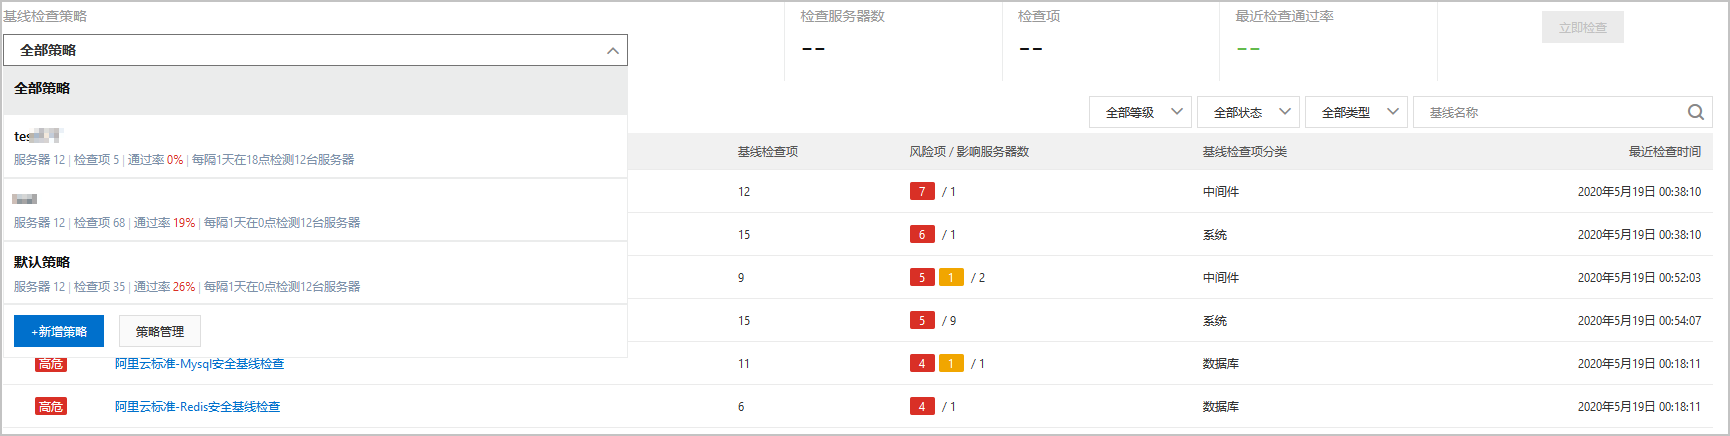 基线检查策略
检查服务器数
检查项
最近检查通过率
全部策略
--
--
--
立即检查
全部策略
全部等级
全部状态
全部类型
基线名称
服务器 12 | 检查项 5 | 通过率 0% | 每隔1天在18点检测12台服务器
服务器 12 | 检查项 68 | 通过率 19% | 每隔1天在0点检测12台服务器
默认策略
服务器 12 | 检查项 35 | 通过率 26% | 每隔1天在0点检测12台服务器
+新增策略
策略管理
基线检查项 风险项 / 影响服务器数 基线检查项分类 最近检查时间
12 7 / 1 中间件 2020年5月19日 00:38:10
15 6 / 1 系统 2020年5月19日 00:38:10
9 5 1 / 2 中间件 2020年5月19日 00:52:03
15 5 / 9 系统 2020年5月19日 00:54:07
高危 阿里云标准-Mysql安全基线检查 11 4 1 / 1 数据库 2020年5月19日 00:18:11
高危 阿里云标准-Redis安全基线检查 6 4 / 1 数据库 2020年5月19日 00:18:11